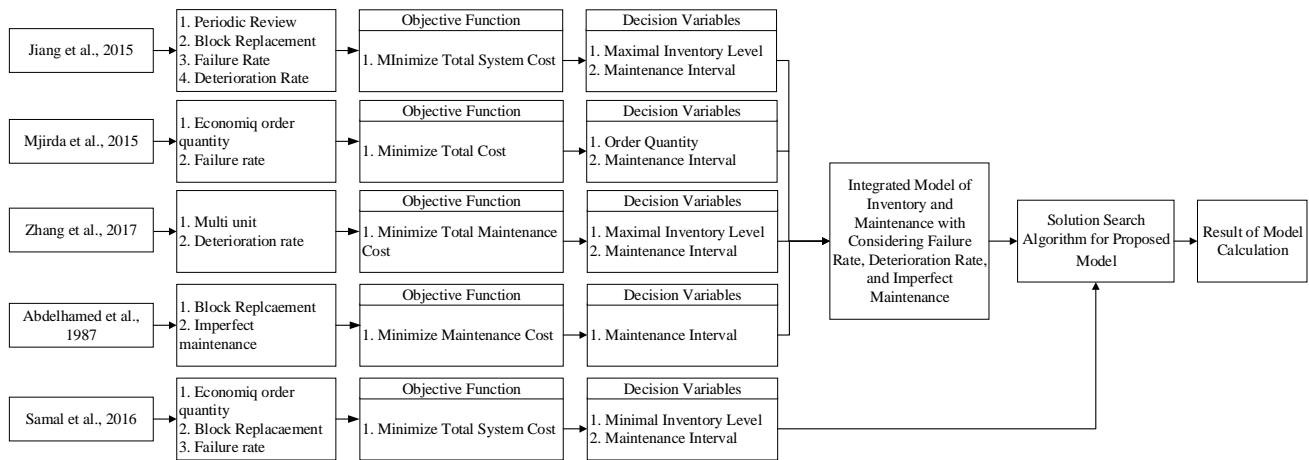 Jiang et al., 2015
1. Periodic Review
2. Block Replacement
3. Failure Rate
4. Deterioration Rate
Objective Function
1. MInimize Total System Cost
Decision Variables
1. Maximal Inventory Level
2. Maintenance Interval
Mjirda et al., 2015
1. Economiq order
quantity
2. Failure rate
Objective Function
1. Minimize Total Cost
Decision Variables
1. Order Quantity
2. Maintenance Interval
Zhang et al., 2017
1. Multi unit
2. Deterioration rate
Objective Function
1. Minimize Total Maintenance
Cost
Decision Variables
1. Maximal Inventory Level
2. Maintenance Interval
Abdelhamed et al.,
1987
1. Block Replcaement
2. Imperfect
maintenance
Objective Function
1. Minimize Maintenance Cost
Decision Variables
1. Maintenance Interval
Samal et al., 2016
1. Economiq order
quantity
2. Block Replacaement
3. Failure rate
Objective Function
1. Minimize Total System Cost
Decision Variables
1. Minimal Inventory Level
2. Maintenance Interval
Integrated Model of
Inventory and
Maintenance with
Considering Failure
Rate, Deterioration Rate,
and Imperfect
Maintenance
Solution Search
Algorithm for Proposed
Model
Result of Model
Calculation